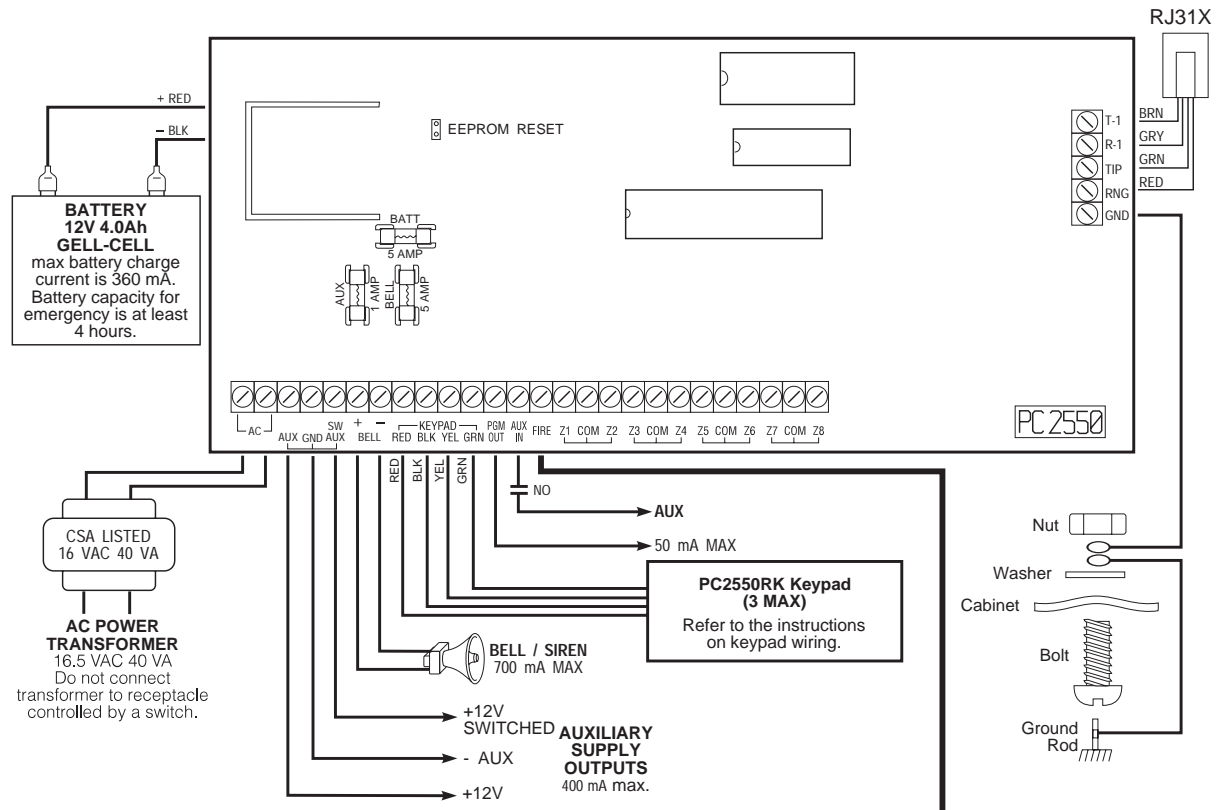 RJ31X
+ RED
– BLK
EEPROM RESET
BATTERY
12V 4.0Ah
GELL-CELL
max battery charge
current is 360 mA.
Battery capacity for
emergency is at least
4 hours.
BATT
5 AMP
AUX
1 AMP
BELL
5 AMP
T-1
R-1
TIP
RNG
GND
BRN
GRY
GRN
RED
AC
AUX GND SW AUX
+ –
BELL
KEYPAD
RED BLK YEL GRN
PGM OUT
AUX IN
FIRE
Z1 COM Z2
Z3 COM Z4
Z5 COM Z6
Z7 COM Z8
PC 2550
RED
BLK
YEL
GRN
NO
AUX
50 mA MAX
CSA LISTED
16 VAC 40 VA
AC POWER
TRANSFORMER
16.5 VAC 40 VA
Do not connect
transformer to receptacle
controlled by a switch.
PC2550RK Keypad
(3 MAX)
Refer to the instructions
on keypad wiring.
BELL / SIREN
700 mA MAX
+12V
SWITCHED
- AUX
+12V
AUXILIARY
SUPPLY
OUTPUTS
400 mA max.
Nut
Washer
Cabinet
Bolt
Ground
Rod